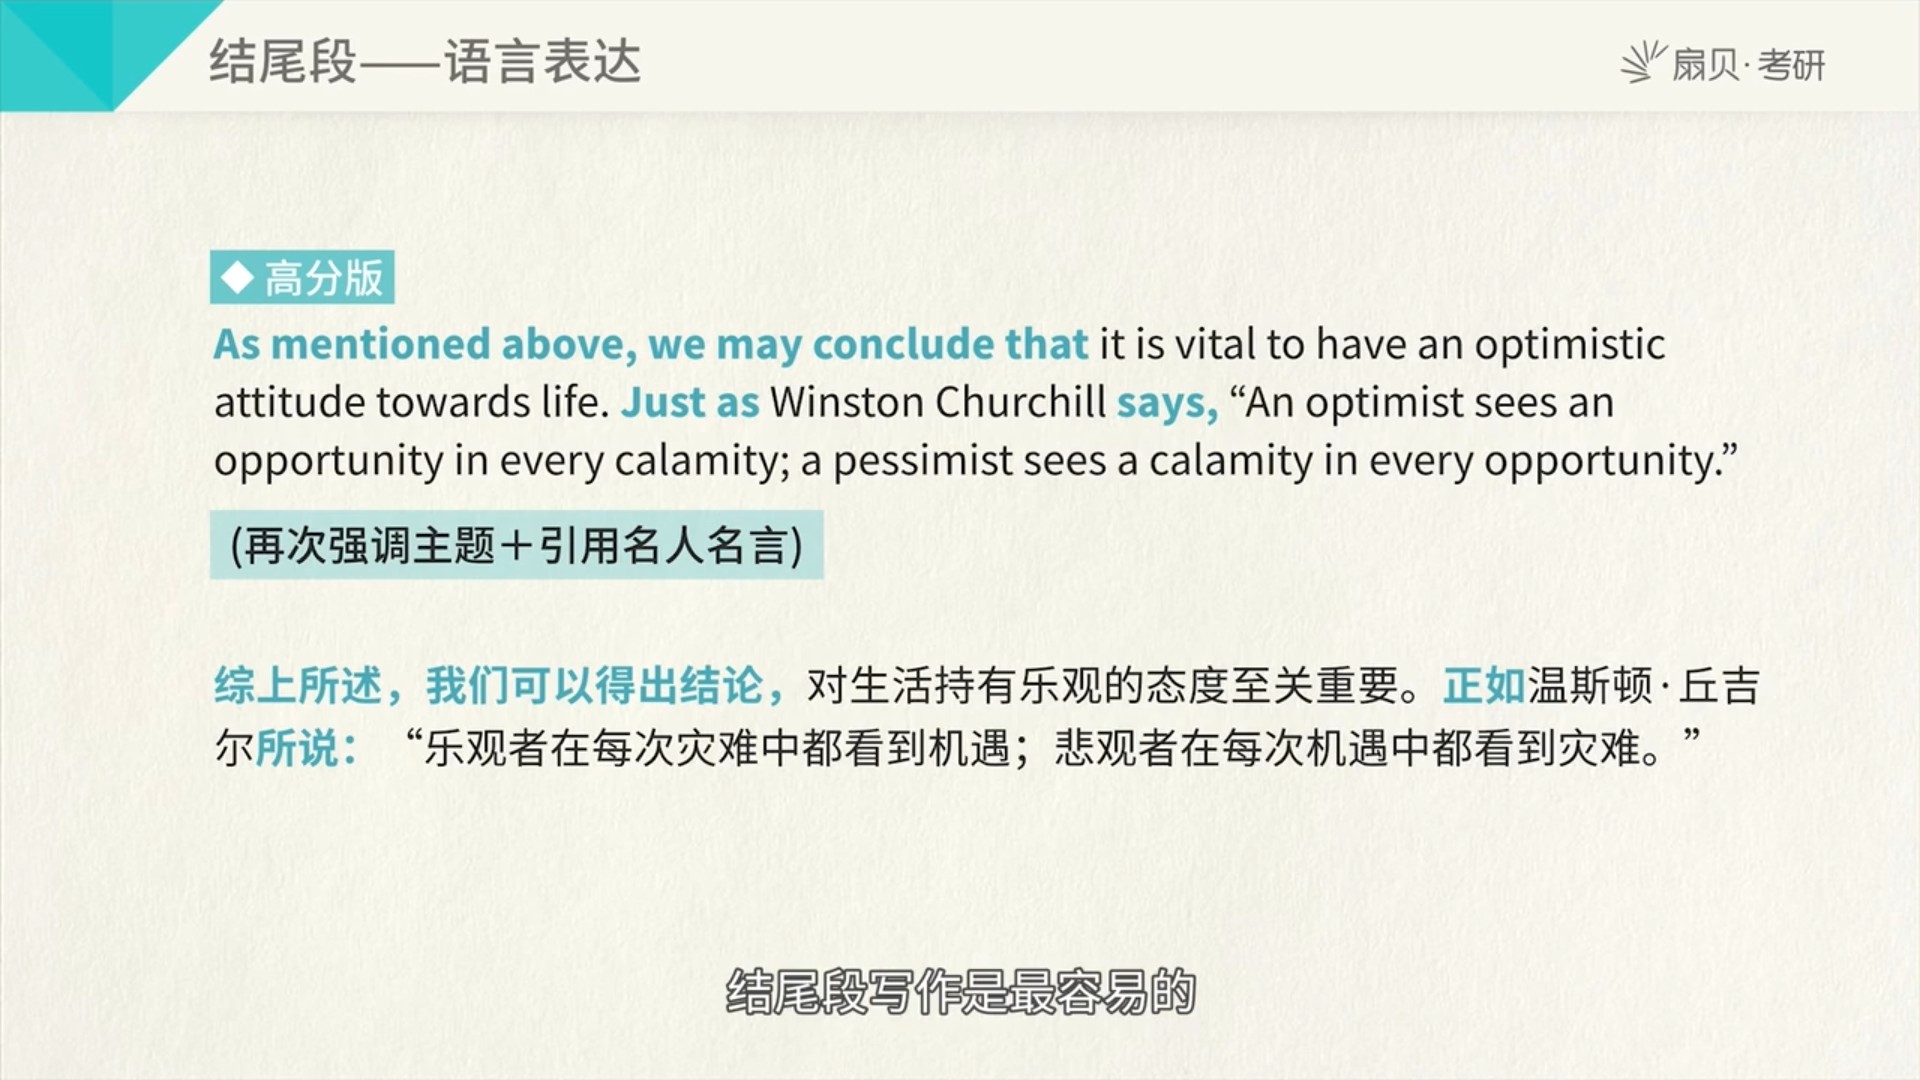 结尾段——语言表达
扇贝·考研
◆ 高分版
As mentioned above, we may conclude that it is vital to have an optimistic
attitude towards life. Just as Winston Churchill says, “An optimist sees an
opportunity in every calamity; a pessimist sees a calamity in every opportunity.”
(再次强调主题＋引用名人名言)
综上所述，我们可以得出结论，对生活持有乐观的态度至关重要。正如温斯顿·丘吉
尔所说：“乐观者在每次灾难中都看到机遇；悲观者在每次机遇中都看到灾难。”
结尾段写作是最容易的